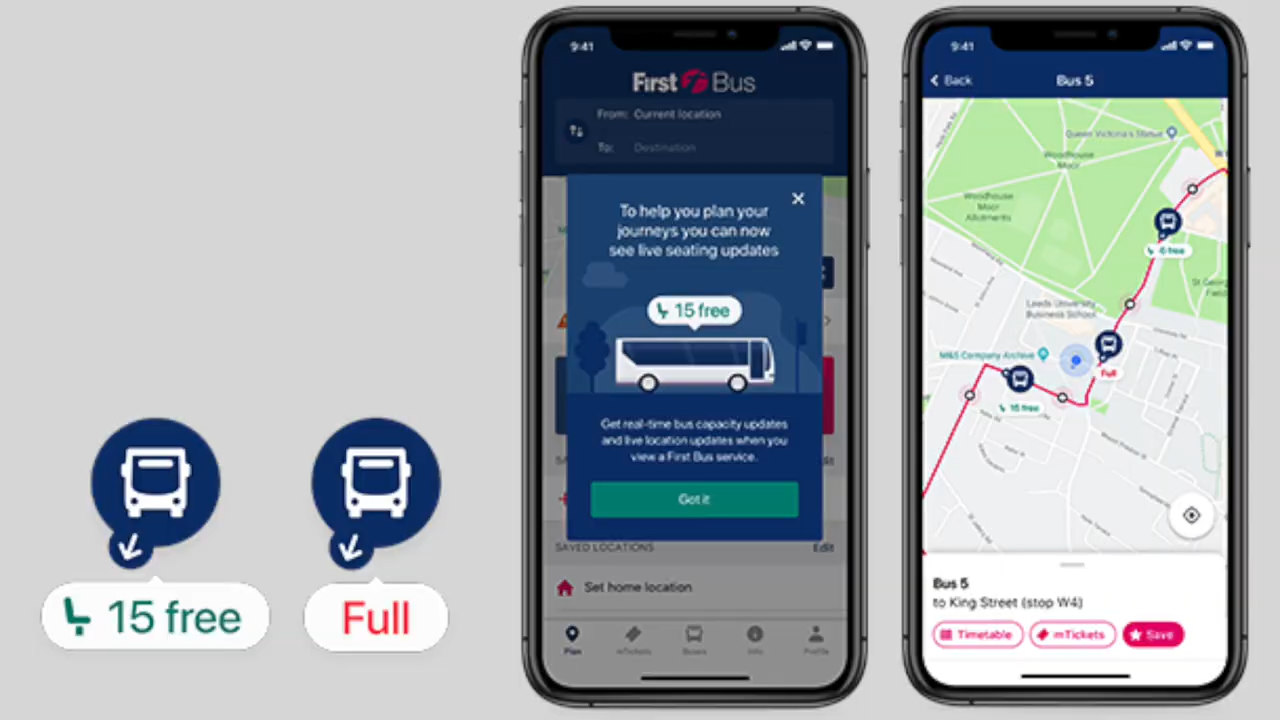 15 free
Full
9:41
First Bus
From: Current location
To: Destination
To help you plan your
journeys you can now
see live seating updates
15 free
Get real-time bus capacity updates
and live location updates when you
view a First Bus service.
Got it
SAVED LOCATIONS
Edit
Set home location
Plan
mTickets
Buses
Info
Profile
9:41
Back
Bus 5
Queen Victoria's Statue
Woodhouse
Moor
Woodhouse
Moor
Allotments
free
St George
Field
Leeds University
Business School
M&S Company Archive
Full
15 free
Bus 5
to King Street (stop W4)
Timetable
mTickets
Save